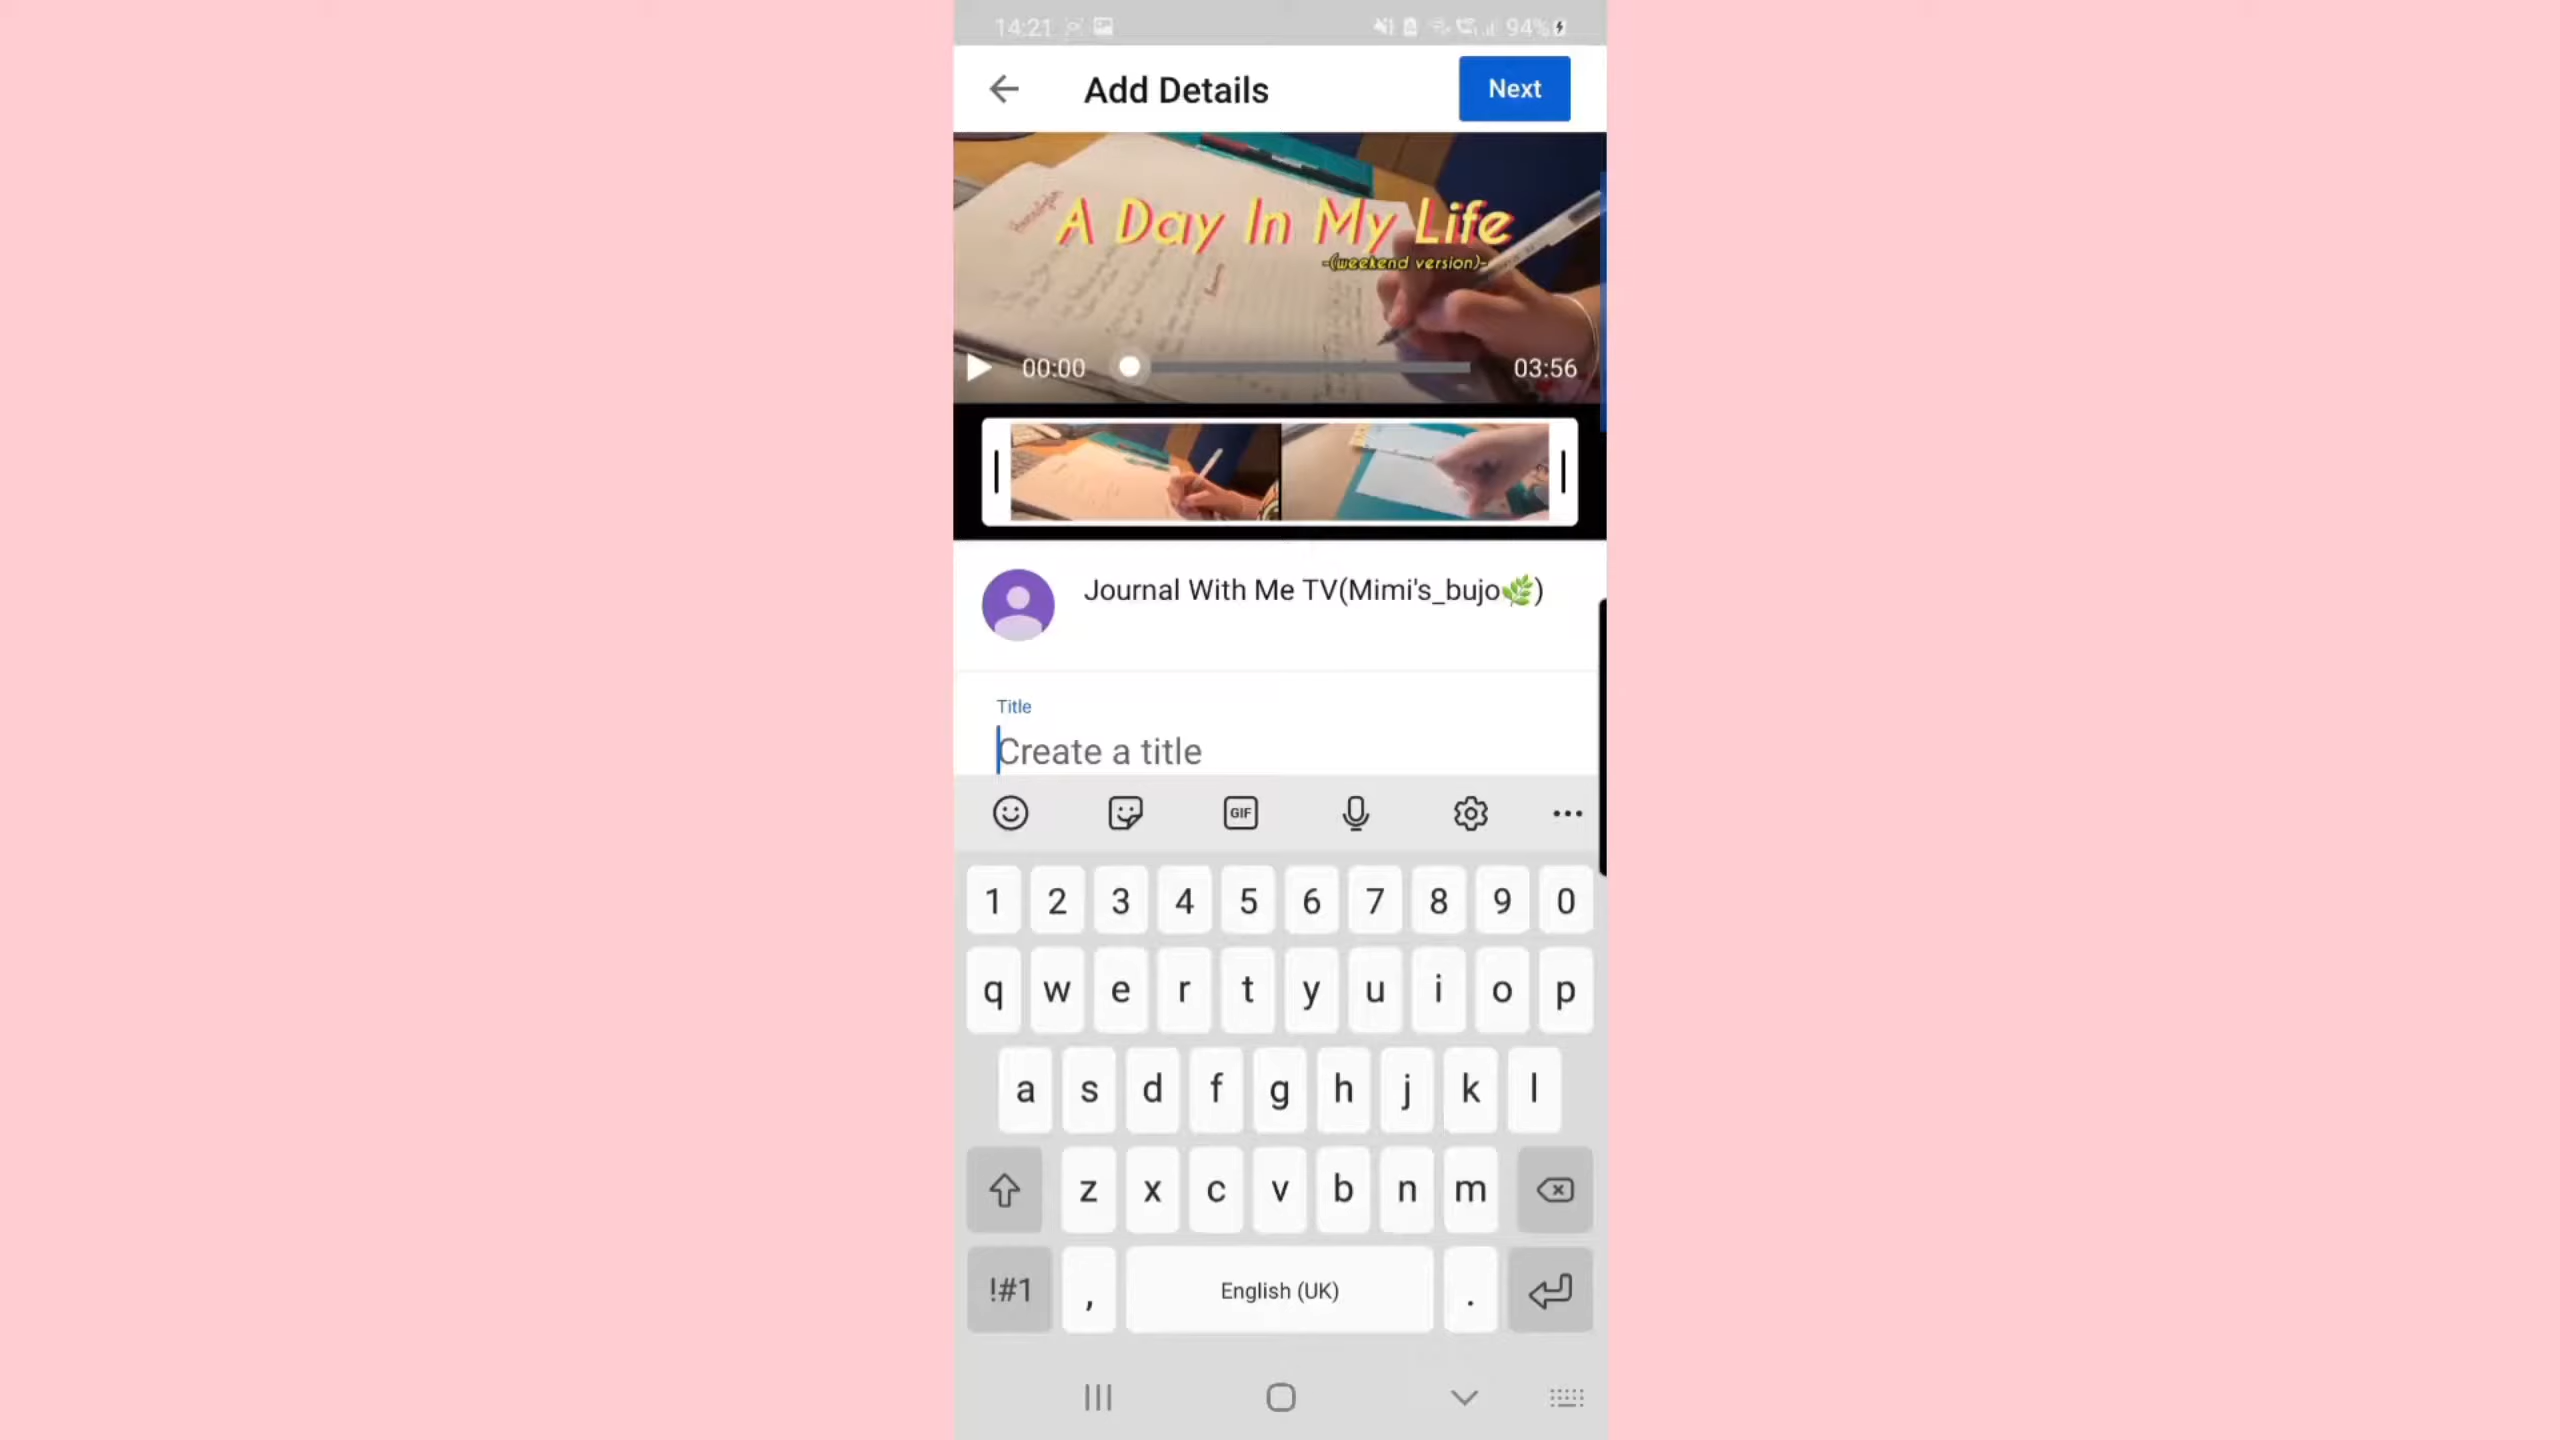 14:21 94%
Add Details Next
A Day In My Life
-(weekend version)-
00:00 03:56
Journal With Me TV(Mimi's_bujo🌿)
Title
Create a title
GIF
1 2 3 4 5 6 7 8 9 0
q w e r t y u i o p
a s d f g h j k l
z x c v b n m
!#1 , English (UK) .